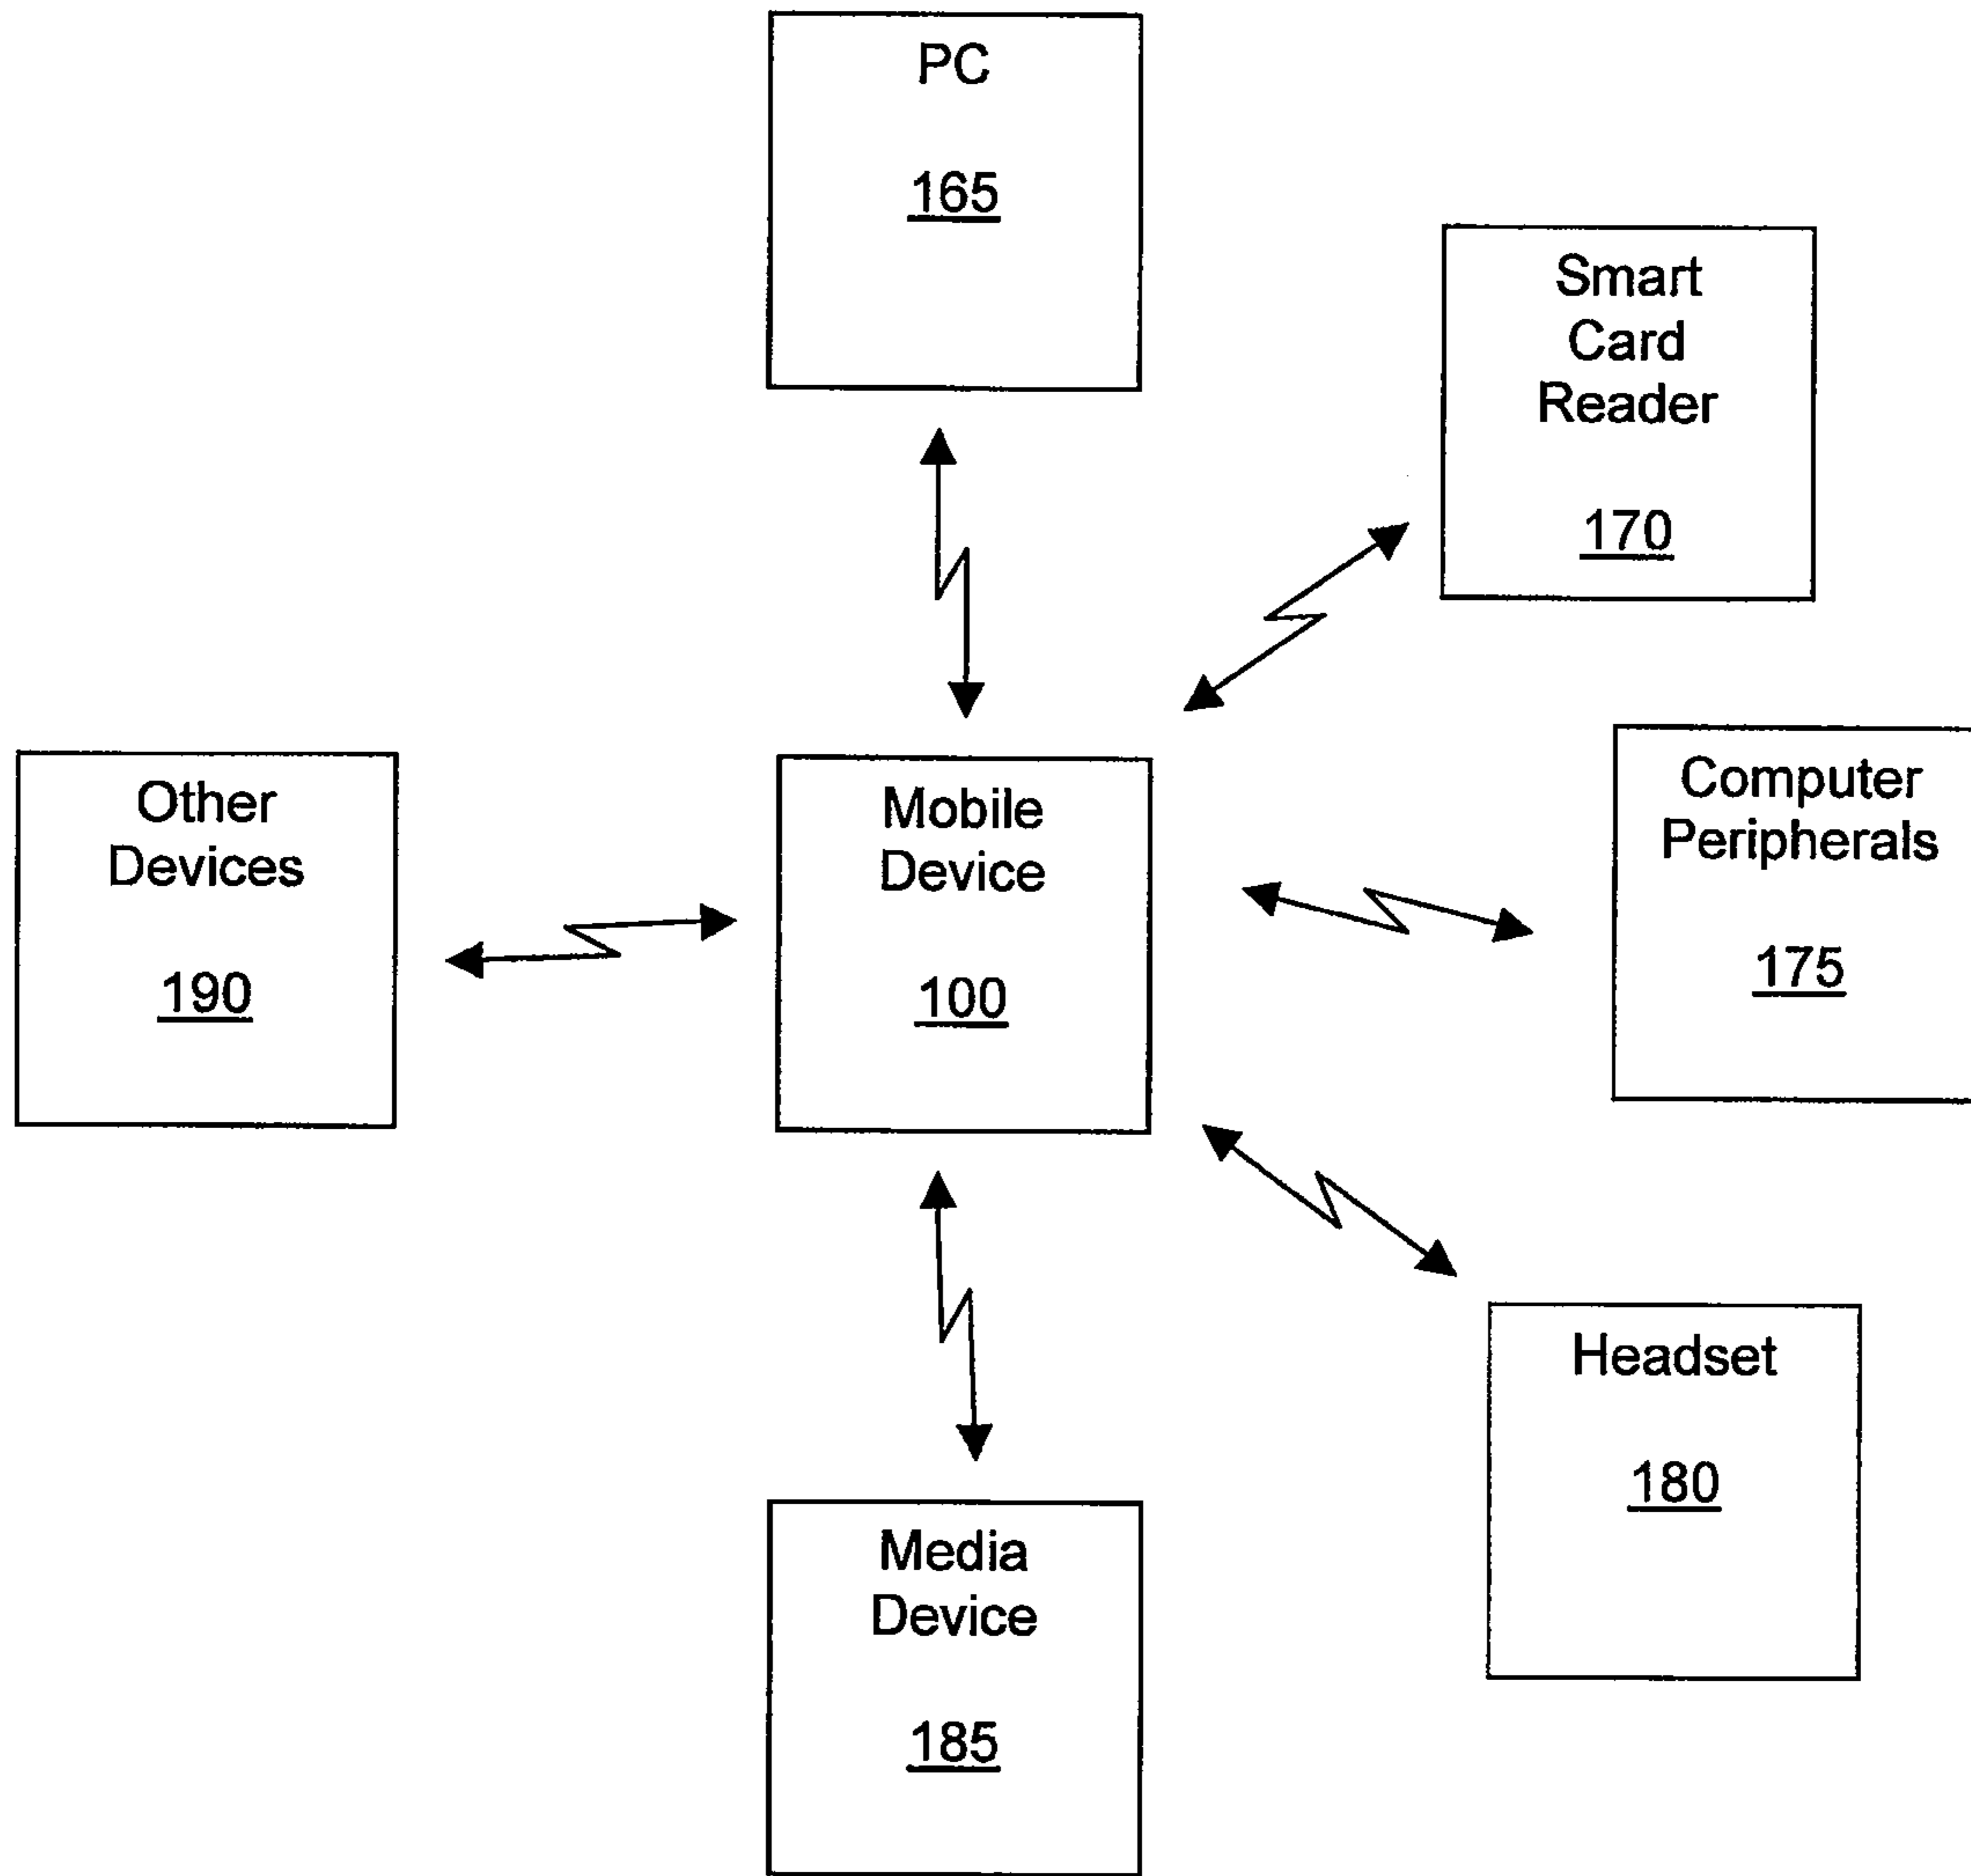 PC
165
Smart
Card
Reader
170
Other
Devices
190
Mobile
Device
100
Computer
Peripherals
175
Headset
180
Media
Device
185